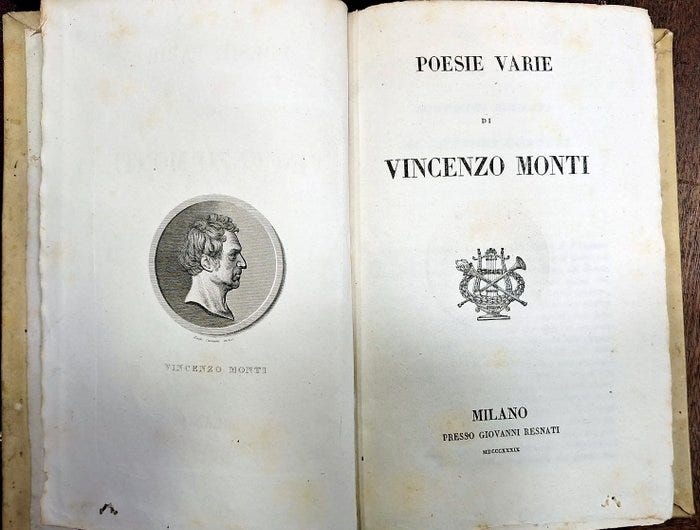 VINCENZO MONTI
POESIE VARIE
DI
VINCENZO MONTI
MILANO
PRESSO GIOVANNI RESNATI
MDCCCXXXIX